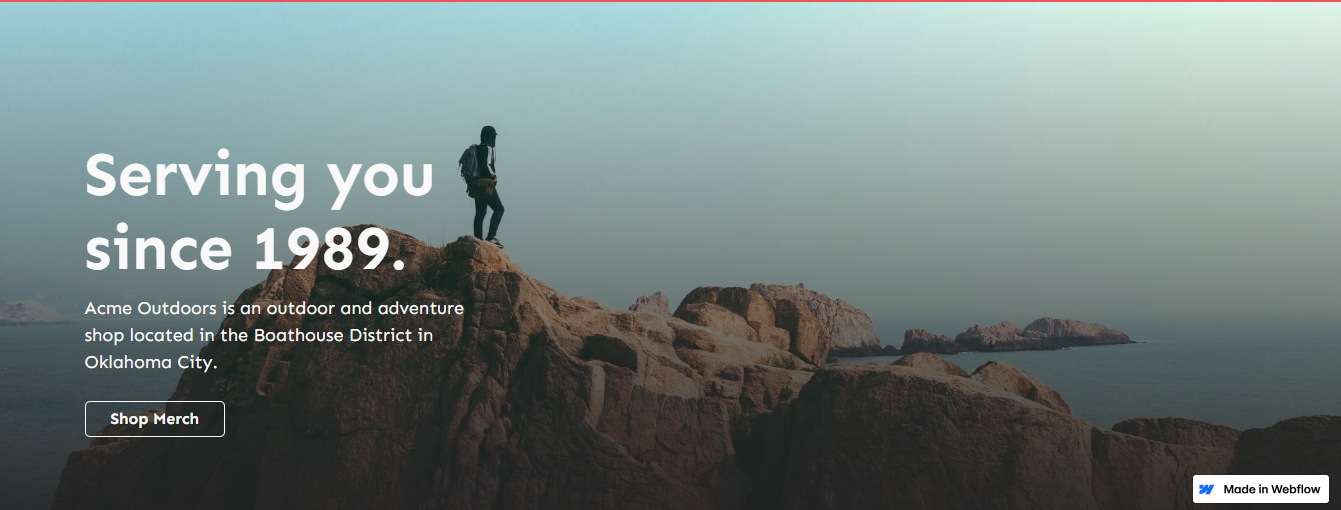 Serving you
since 1989.
Acme Outdoors is an outdoor and adventure
shop located in the Boathouse District in
Oklahoma City.
Shop Merch
Made in Webflow